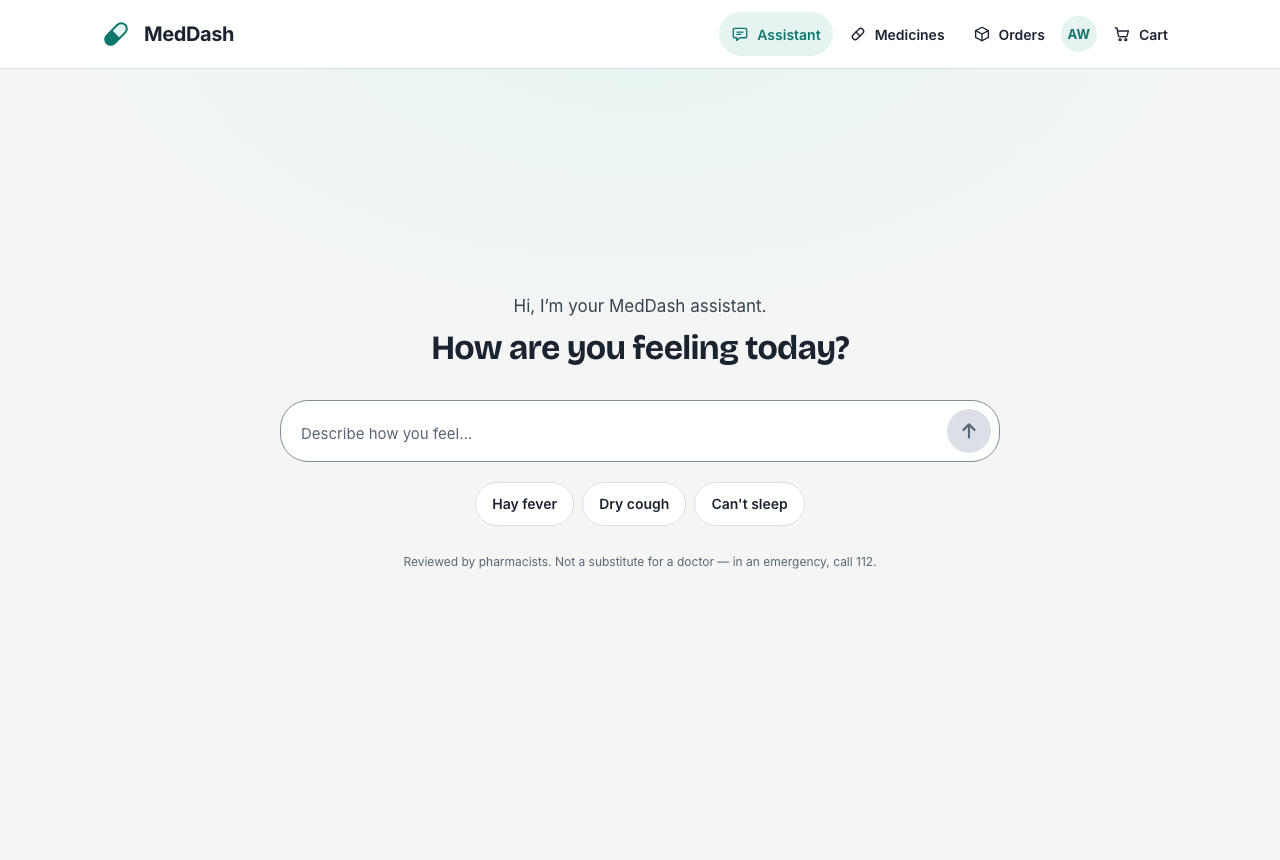 MedDash
Assistant
Medicines
Orders
AW
Cart
Hi, I’m your MedDash assistant.
How are you feeling today?
Describe how you feel...
Hay fever
Dry cough
Can't sleep
Reviewed by pharmacists. Not a substitute for a doctor — in an emergency, call 112.